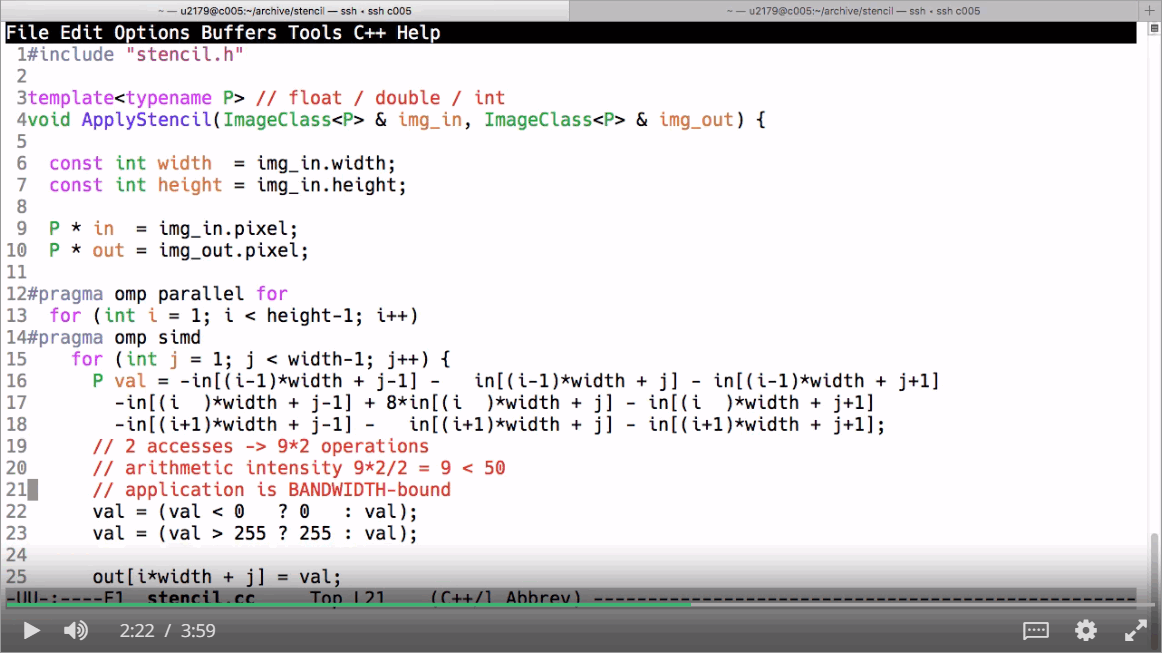 ~ — u2179@c005:~/archive/stencil — ssh • ssh c005
~ — u2179@c005:~/archive/stencil — ssh • ssh c005
File Edit Options Buffers Tools C++ Help
1#include "stencil.h"
2
3template<typename P> // float / double / int
4void ApplyStencil(ImageClass<P> & img_in, ImageClass<P> & img_out) {
5
6  const int width  = img_in.width;
7  const int height = img_in.height;
8
9  P * in  = img_in.pixel;
10  P * out = img_out.pixel;
11
12#pragma omp parallel for
13  for (int i = 1; i < height-1; i++)
14#pragma omp simd
15    for (int j = 1; j < width-1; j++) {
16      P val = -in[(i-1)*width + j-1] -   in[(i-1)*width + j] - in[(i-1)*width + j+1]
17        -in[(i  )*width + j-1] + 8*in[(i  )*width + j] - in[(i  )*width + j+1]
18        -in[(i+1)*width + j-1] -   in[(i+1)*width + j] - in[(i+1)*width + j+1];
19      // 2 accesses -> 9*2 operations
20      // arithmetic intensity 9*2/2 = 9 < 50
21      // application is BANDWIDTH-bound
22      val = (val < 0   ? 0   : val);
23      val = (val > 255 ? 255 : val);
24
25      out[i*width + j] = val;
-UU-:----F1  stencil.cc     Top L21    (C++/l Abbrev) --------------------------------------------------
2:22 / 3:59